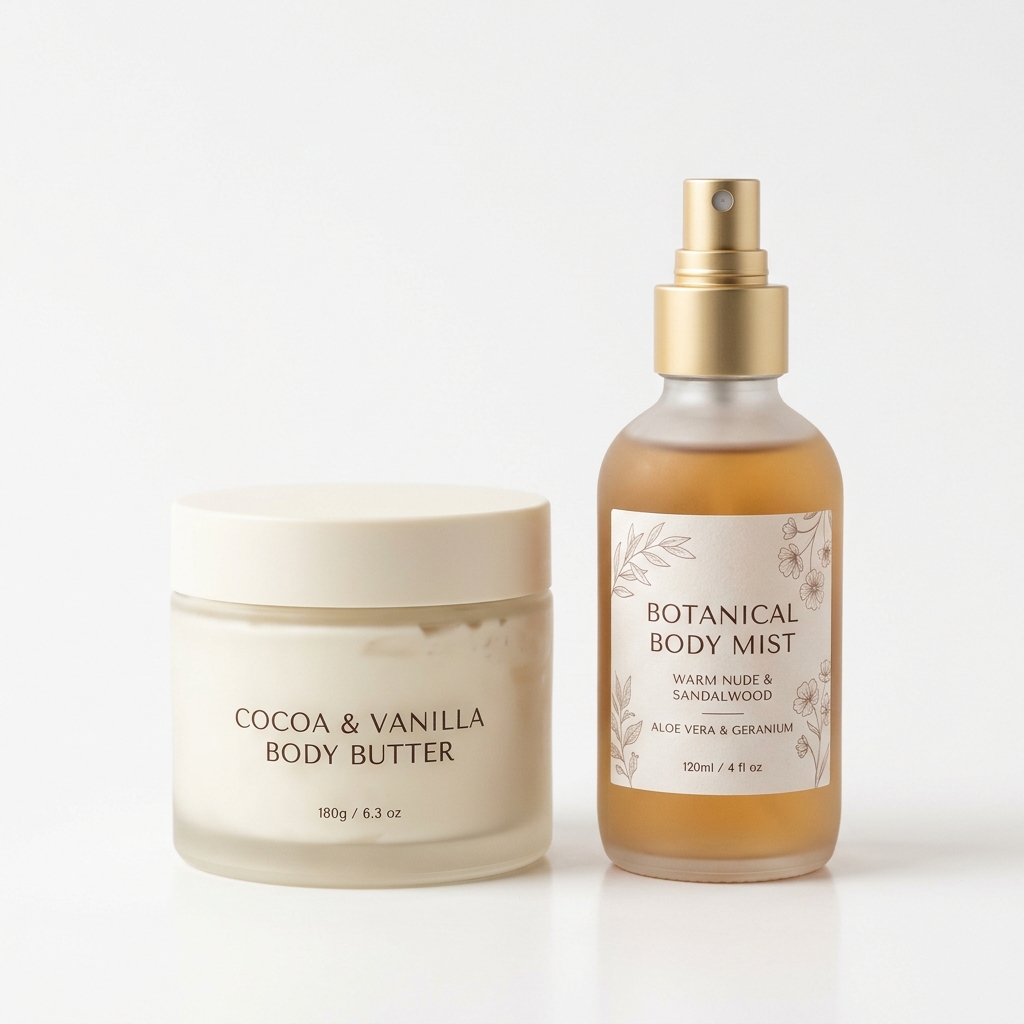 COCOA & VANILLA
BODY BUTTER
180g / 6.3 oz
BOTANICAL
BODY MIST
WARM NUDE &
SANDALWOOD
ALOE VERA & GERANIUM
120ml / 4 fl oz